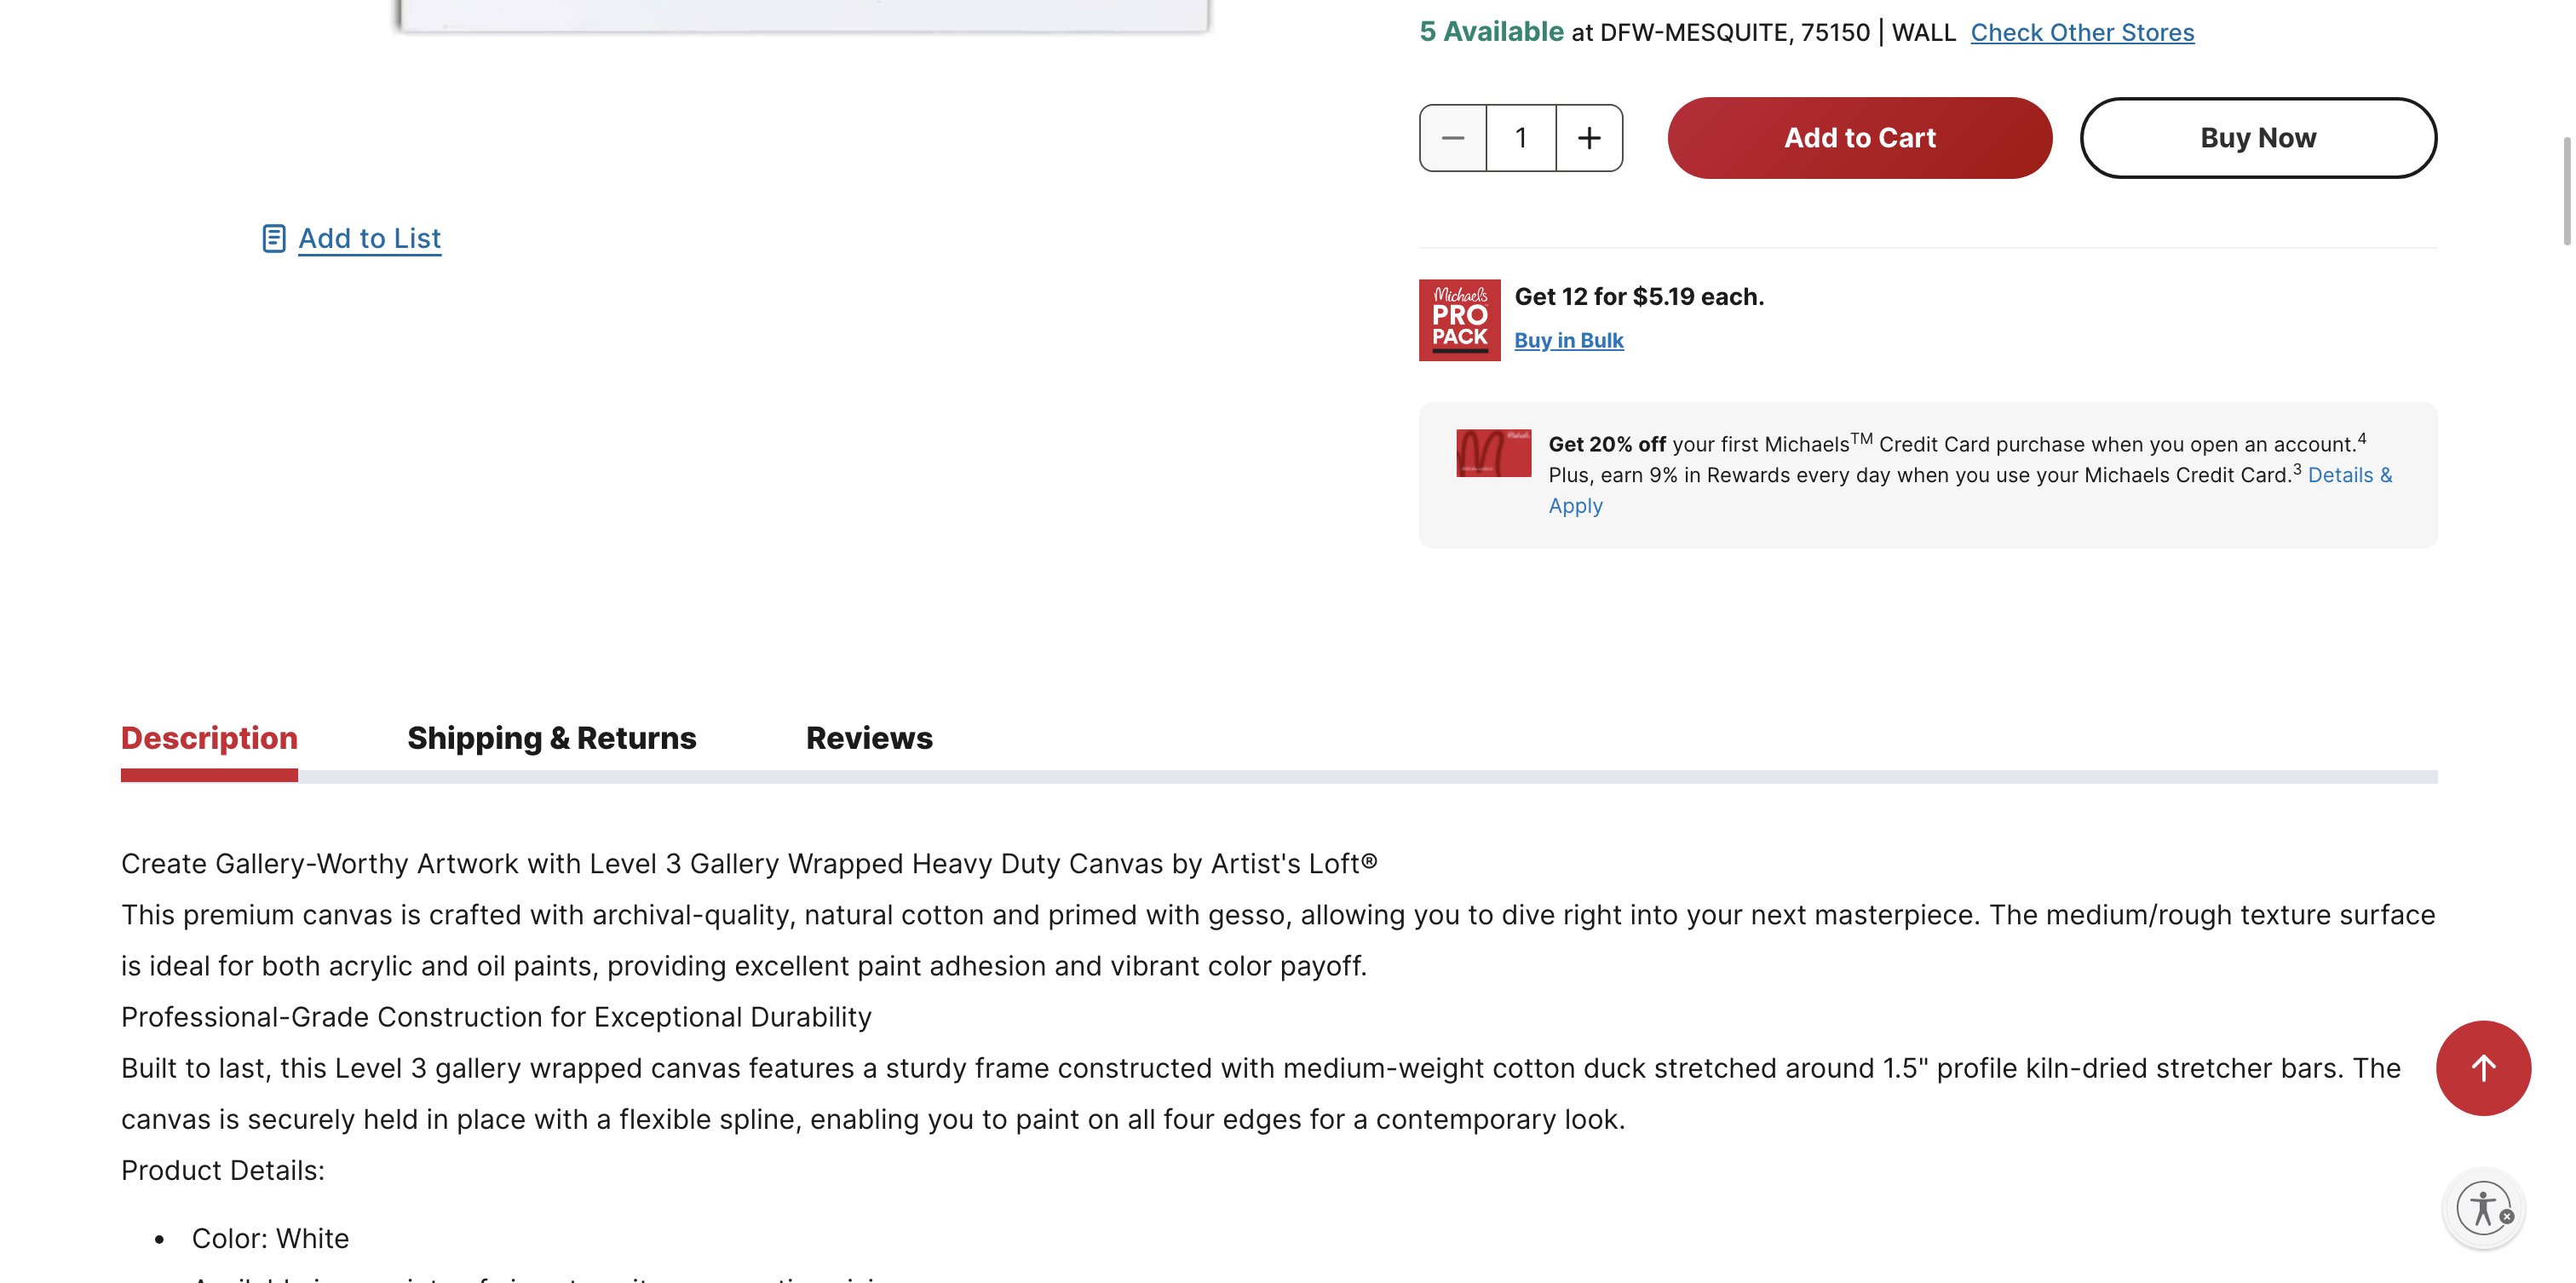 5 Available at DFW-MESQUITE, 75150 | WALL Check Other Stores
1
Add to Cart
Buy Now
Add to List
Michaels
PRO
PACK
Get 12 for $5.19 each.
Buy in Bulk
Get 20% off your first Michaels™ Credit Card purchase when you open an account.4
Plus, earn 9% in Rewards every day when you use your Michaels Credit Card.3 Details &
Apply
Description
Shipping & Returns
Reviews
Create Gallery-Worthy Artwork with Level 3 Gallery Wrapped Heavy Duty Canvas by Artist's Loft®
This premium canvas is crafted with archival-quality, natural cotton and primed with gesso, allowing you to dive right into your next masterpiece. The medium/rough texture surface
is ideal for both acrylic and oil paints, providing excellent paint adhesion and vibrant color payoff.
Professional-Grade Construction for Exceptional Durability
Built to last, this Level 3 gallery wrapped canvas features a sturdy frame constructed with medium-weight cotton duck stretched around 1.5" profile kiln-dried stretcher bars. The
canvas is securely held in place with a flexible spline, enabling you to paint on all four edges for a contemporary look.
Product Details:
• Color: White